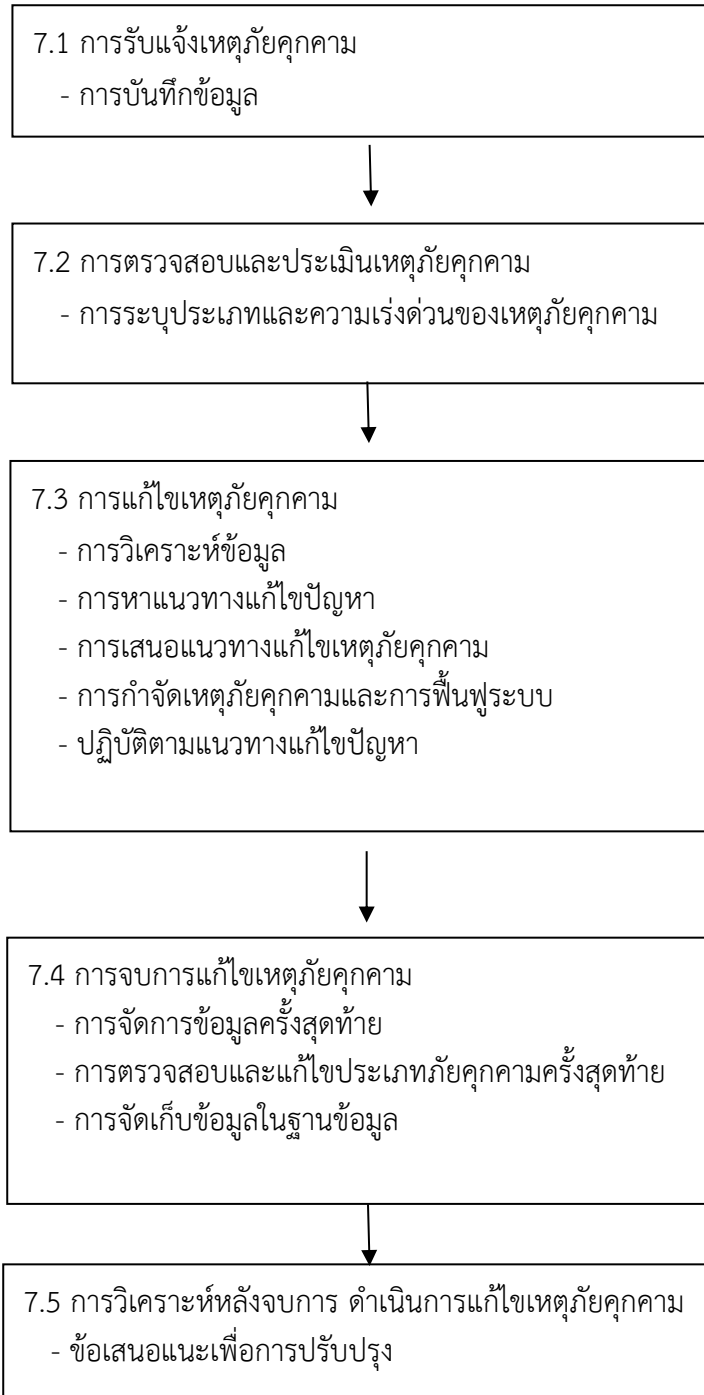 7.1 การรับแจ้งเหตุภัยคุกคาม
- การบันทึกข้อมูล
7.2 การตรวจสอบและประเมินเหตุภัยคุกคาม
- การระบุประเภทและความเร่งด่วนของเหตุภัยคุกคาม
7.3 การแก้ไขเหตุภัยคุกคาม
- การวิเคราะห์ข้อมูล
- การหาแนวทางแก้ไขปัญหา
- การเสนอแนวทางแก้ไขเหตุภัยคุกคาม
- การกำจัดเหตุภัยคุกคามและการฟื้นฟูระบบ
- ปฏิบัติตามแนวทางแก้ไขปัญหา
7.4 การจบการแก้ไขเหตุภัยคุกคาม
- การจัดการข้อมูลครั้งสุดท้าย
- การตรวจสอบและแก้ไขประเภทภัยคุกคามครั้งสุดท้าย
- การจัดเก็บข้อมูลในฐานข้อมูล
7.5 การวิเคราะห์หลังจบการ ดำเนินการแก้ไขเหตุภัยคุกคาม
- ข้อเสนอแนะเพื่อการปรับปรุง